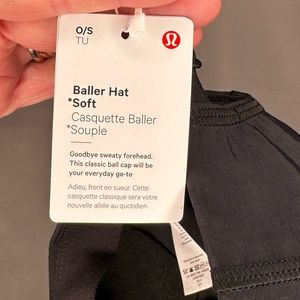 O/S
TU
Baller Hat
*Soft
Casquette Baller
*Souple
Goodbye sweaty forehead.
This classic ball cap will be
your everyday go-to
Adieu, front en sueur. Cette
casquette classique sera votre
nouvelle alliée au quotidien